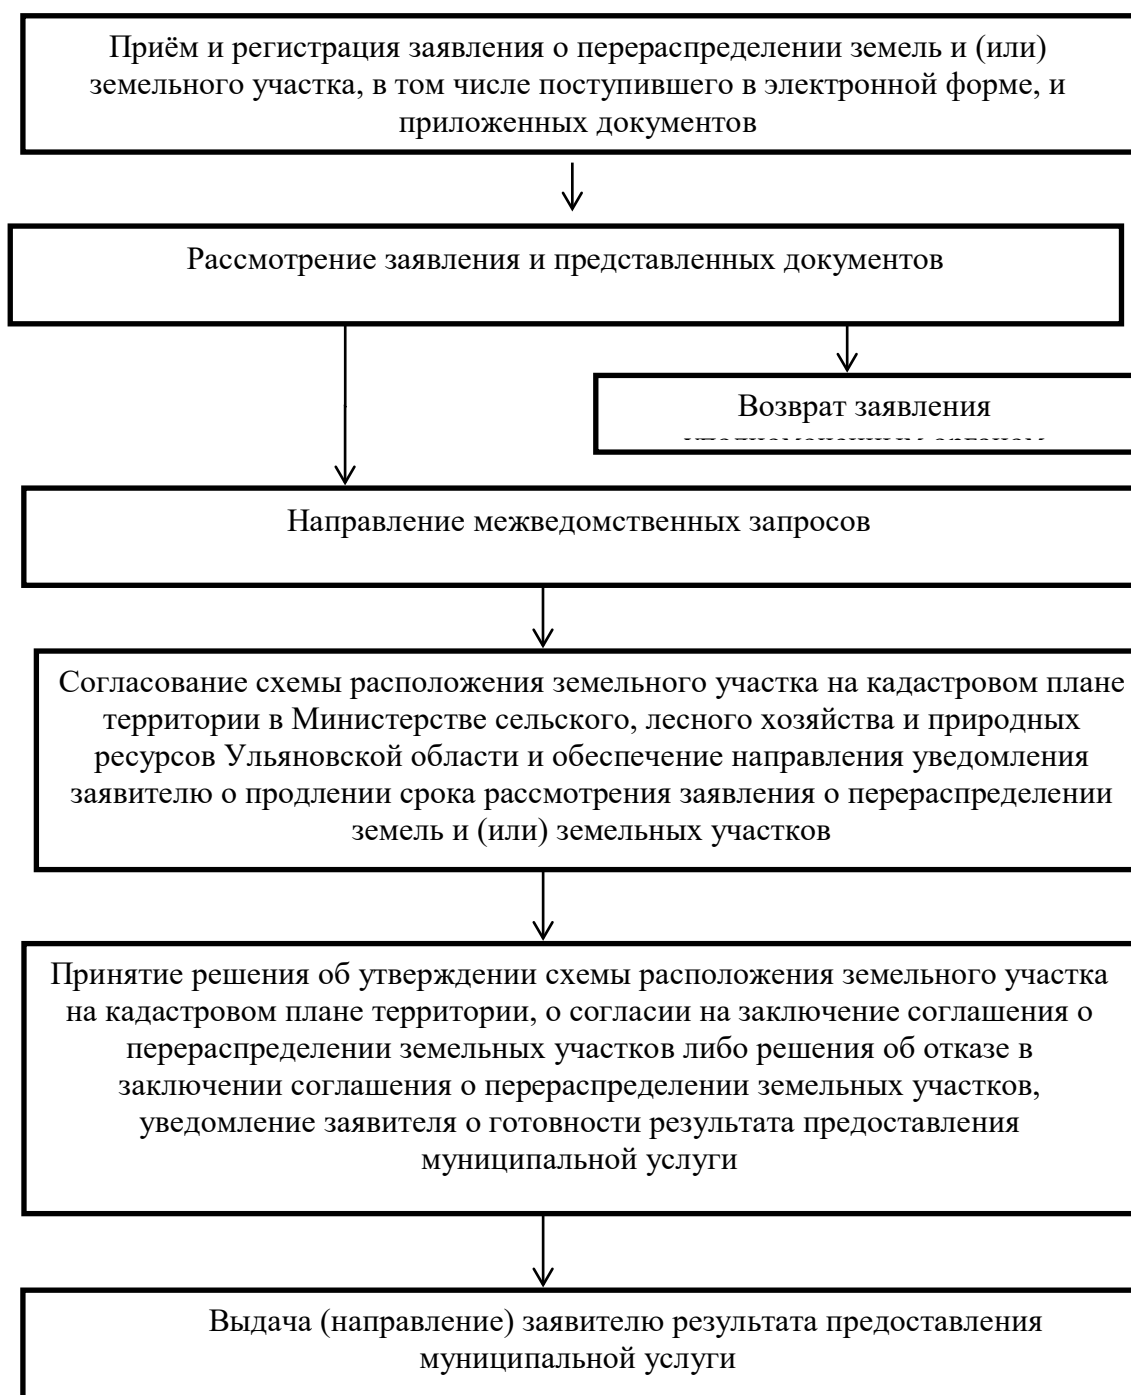 Приём и регистрация заявления о перераспределении земель и (или)
земельного участка, в том числе поступившего в электронной форме, и
приложенных документов
Рассмотрение заявления и представленных документов
Возврат заявления
Направление межведомственных запросов
Согласование схемы расположения земельного участка на кадастровом плане
территории в Министерстве сельского, лесного хозяйства и природных
ресурсов Ульяновской области и обеспечение направления уведомления
заявителю о продлении срока рассмотрения заявления о перераспределении
земель и (или) земельных участков
Принятие решения об утверждении схемы расположения земельного участка
на кадастровом плане территории, о согласии на заключение соглашения о
перераспределении земельных участков либо решения об отказе в
заключении соглашения о перераспределении земельных участков,
уведомление заявителя о готовности результата предоставления
муниципальной услуги
Выдача (направление) заявителю результата предоставления
муниципальной услуги